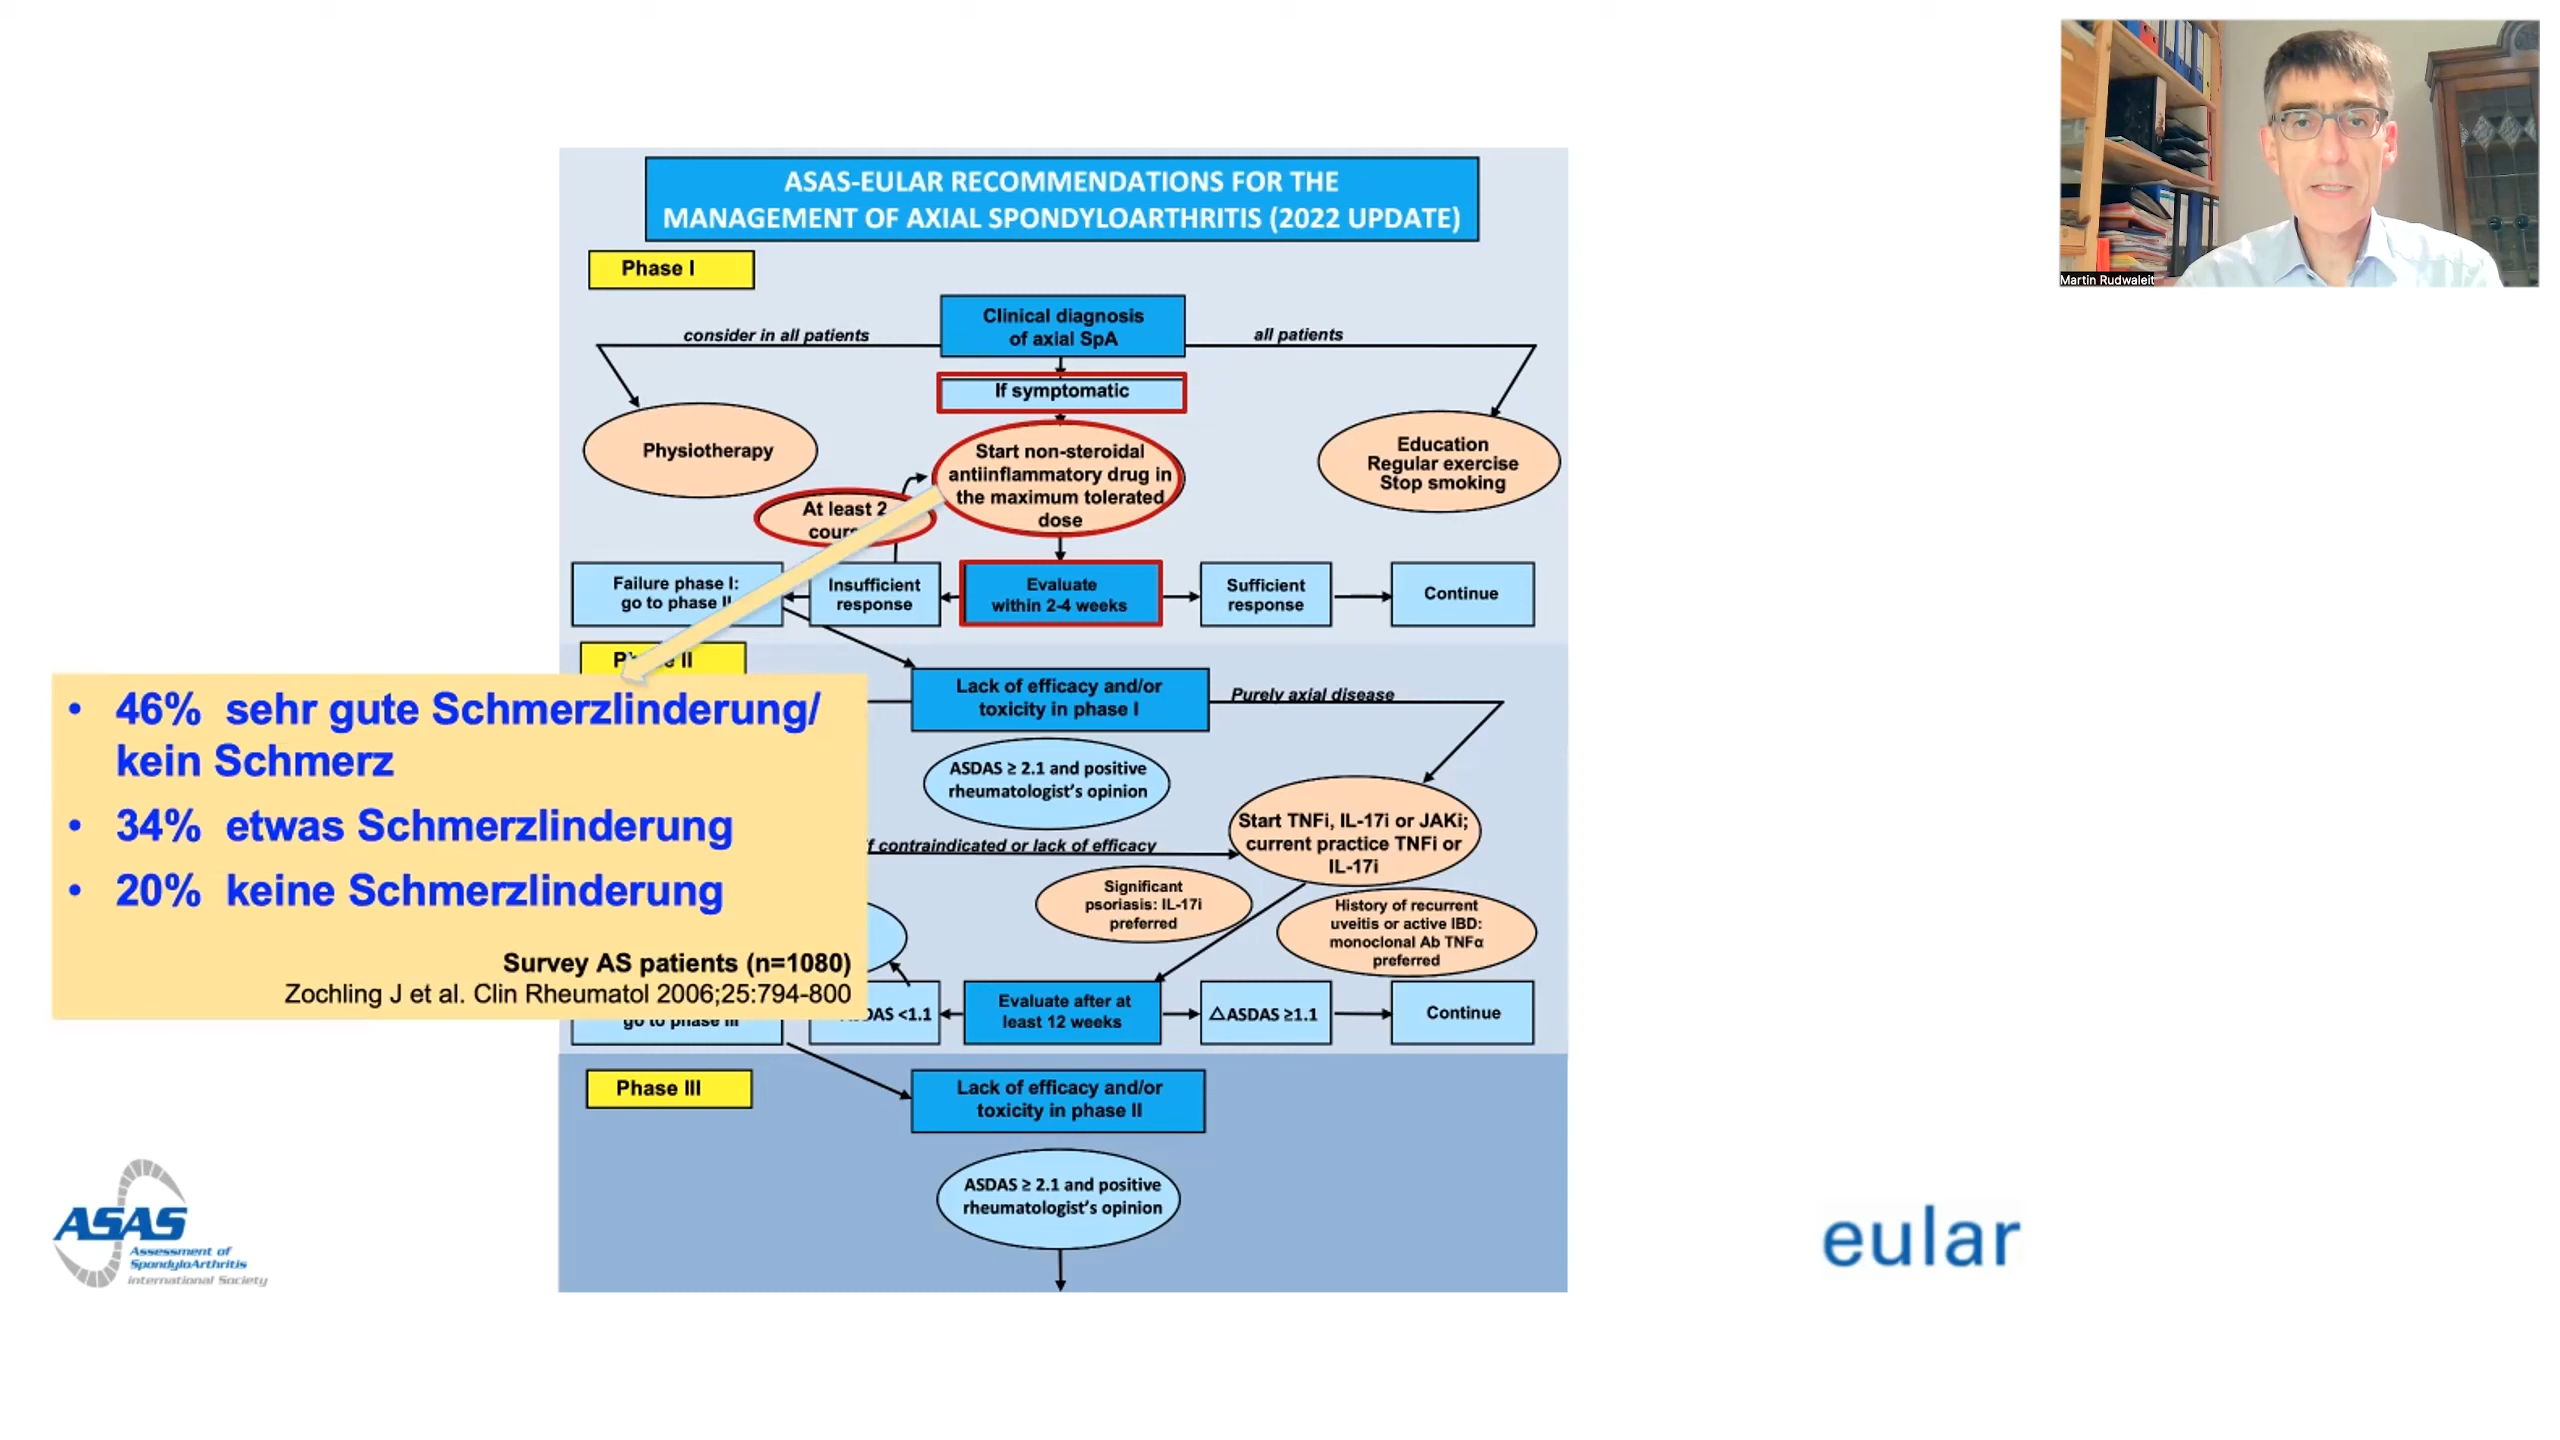 Martin Rudwaleit
ASAS-EULAR RECOMMENDATIONS FOR THE
MANAGEMENT OF AXIAL SPONDYLOARTHRITIS (2022 UPDATE)
Phase I
Clinical diagnosis
of axial SpA
consider in all patients
all patients
If symptomatic
Physiotherapy
Start non-steroidal
antiinflammatory drug in
the maximum tolerated
dose
Education
Regular exercise
Stop smoking
At least 2
Failure phase I:
go to phase II
Insufficient
response
Evaluate
within 2-4 weeks
Sufficient
response
Continue
II
Lack of efficacy and/or
toxicity in phase I
Purely axial disease
• 46% sehr gute Schmerzlinderung/
kein Schmerz
• 34% etwas Schmerzlinderung
• 20% keine Schmerzlinderung
Survey AS patients (n=1080)
Zochling J et al. Clin Rheumatol 2006;25:794-800
ASDAS ≥ 2.1 and positive
rheumatologist's opinion
Start TNFi, IL-17i or JAKi;
current practice TNFi or
IL-17i
contraindicated or lack of efficacy
Significant
psoriasis: IL-17i
preferred
History of recurrent
uveitis or active IBD:
monoclonal Ab TNFα
preferred
go to phase III
<1.1
Evaluate after at
least 12 weeks
△ASDAS ≥1.1
Continue
Phase III
Lack of efficacy and/or
toxicity in phase II
ASDAS ≥ 2.1 and positive
rheumatologist's opinion
ASAS
Assessment of
SpondyloArthritis
international Society
eular